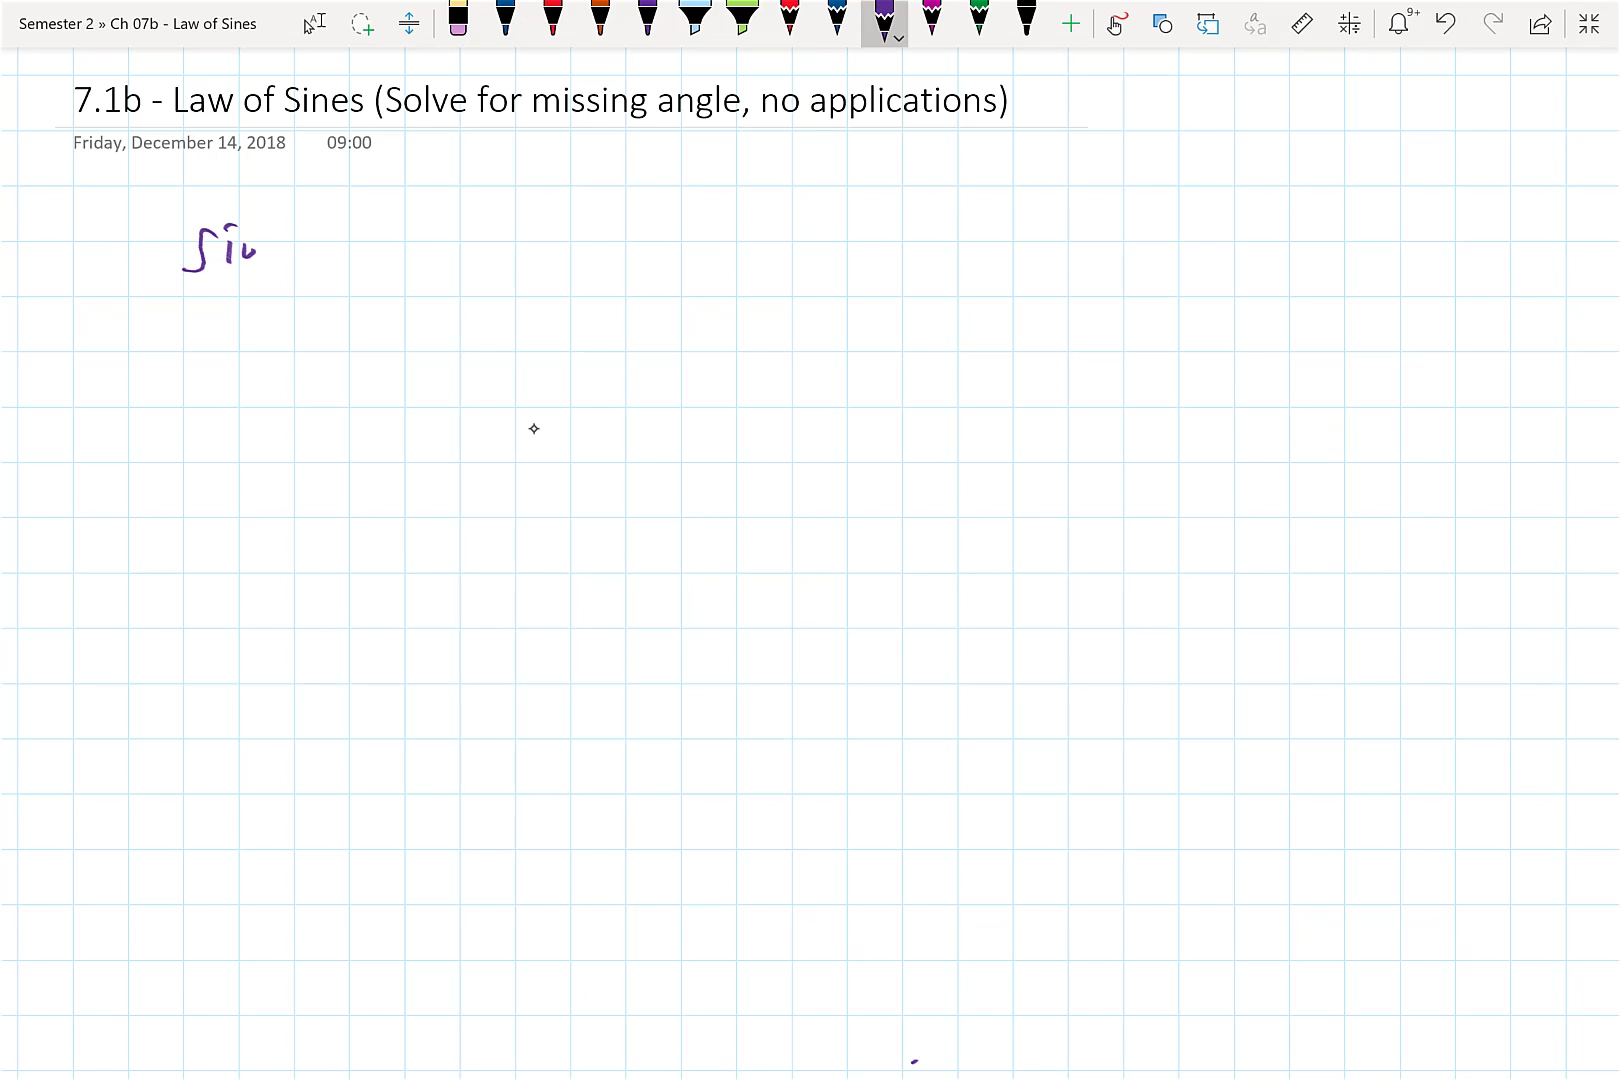 Semester 2 » Ch 07b - Law of Sines
9+
7.1b - Law of Sines (Solve for missing angle, no applications)
Friday, December 14, 2018 09:00